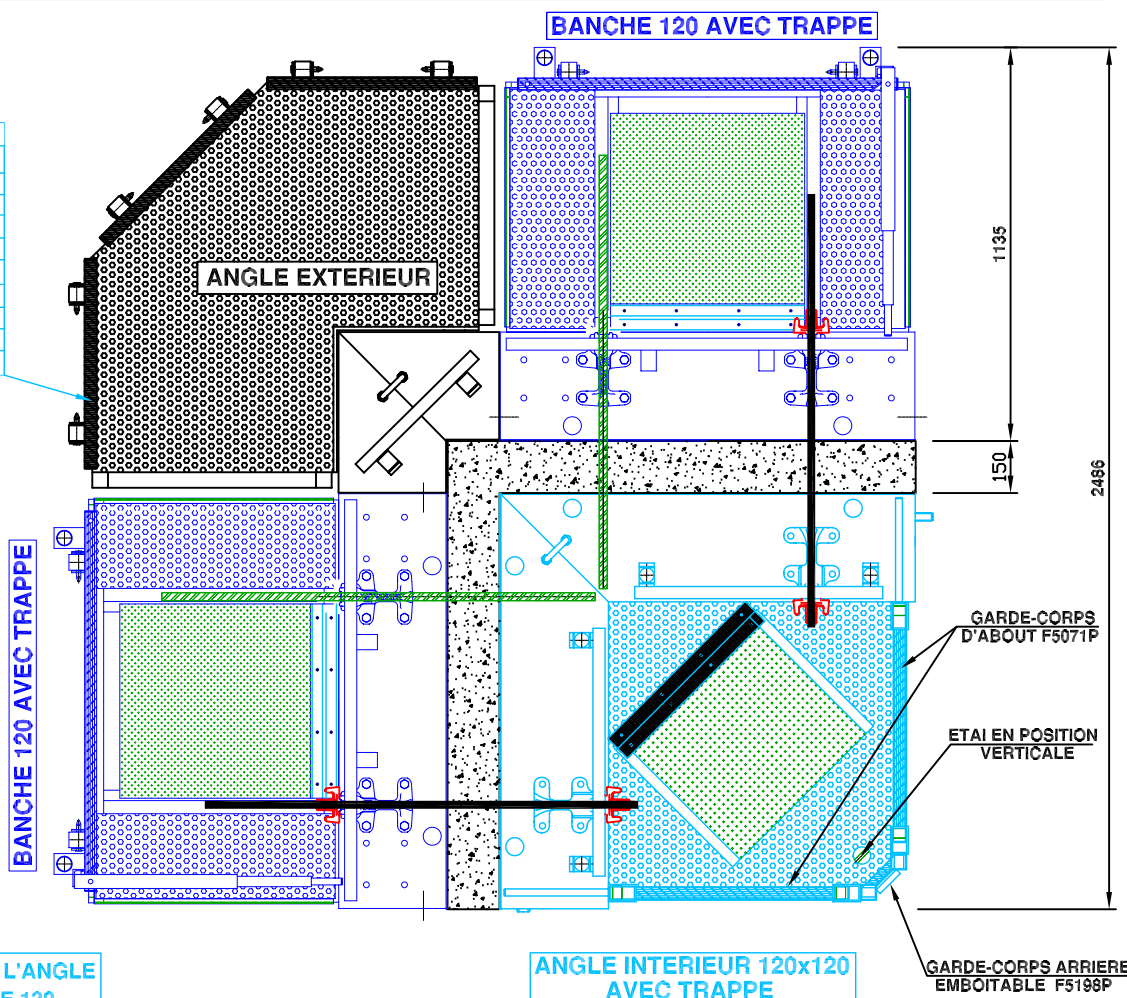 BANCHE 120 AVEC TRAPPE
ANGLE EXTERIEUR
1135
150
2486
BANCHE 120 AVEC TRAPPE
GARDE-CORPS
D'ABOUT F5071P
ETAI EN POSITION
VERTICALE
L'ANGLE
ANGLE INTERIEUR 120x120
AVEC TRAPPE
GARDE-CORPS ARRIERE
EMBOITABLE F5198P